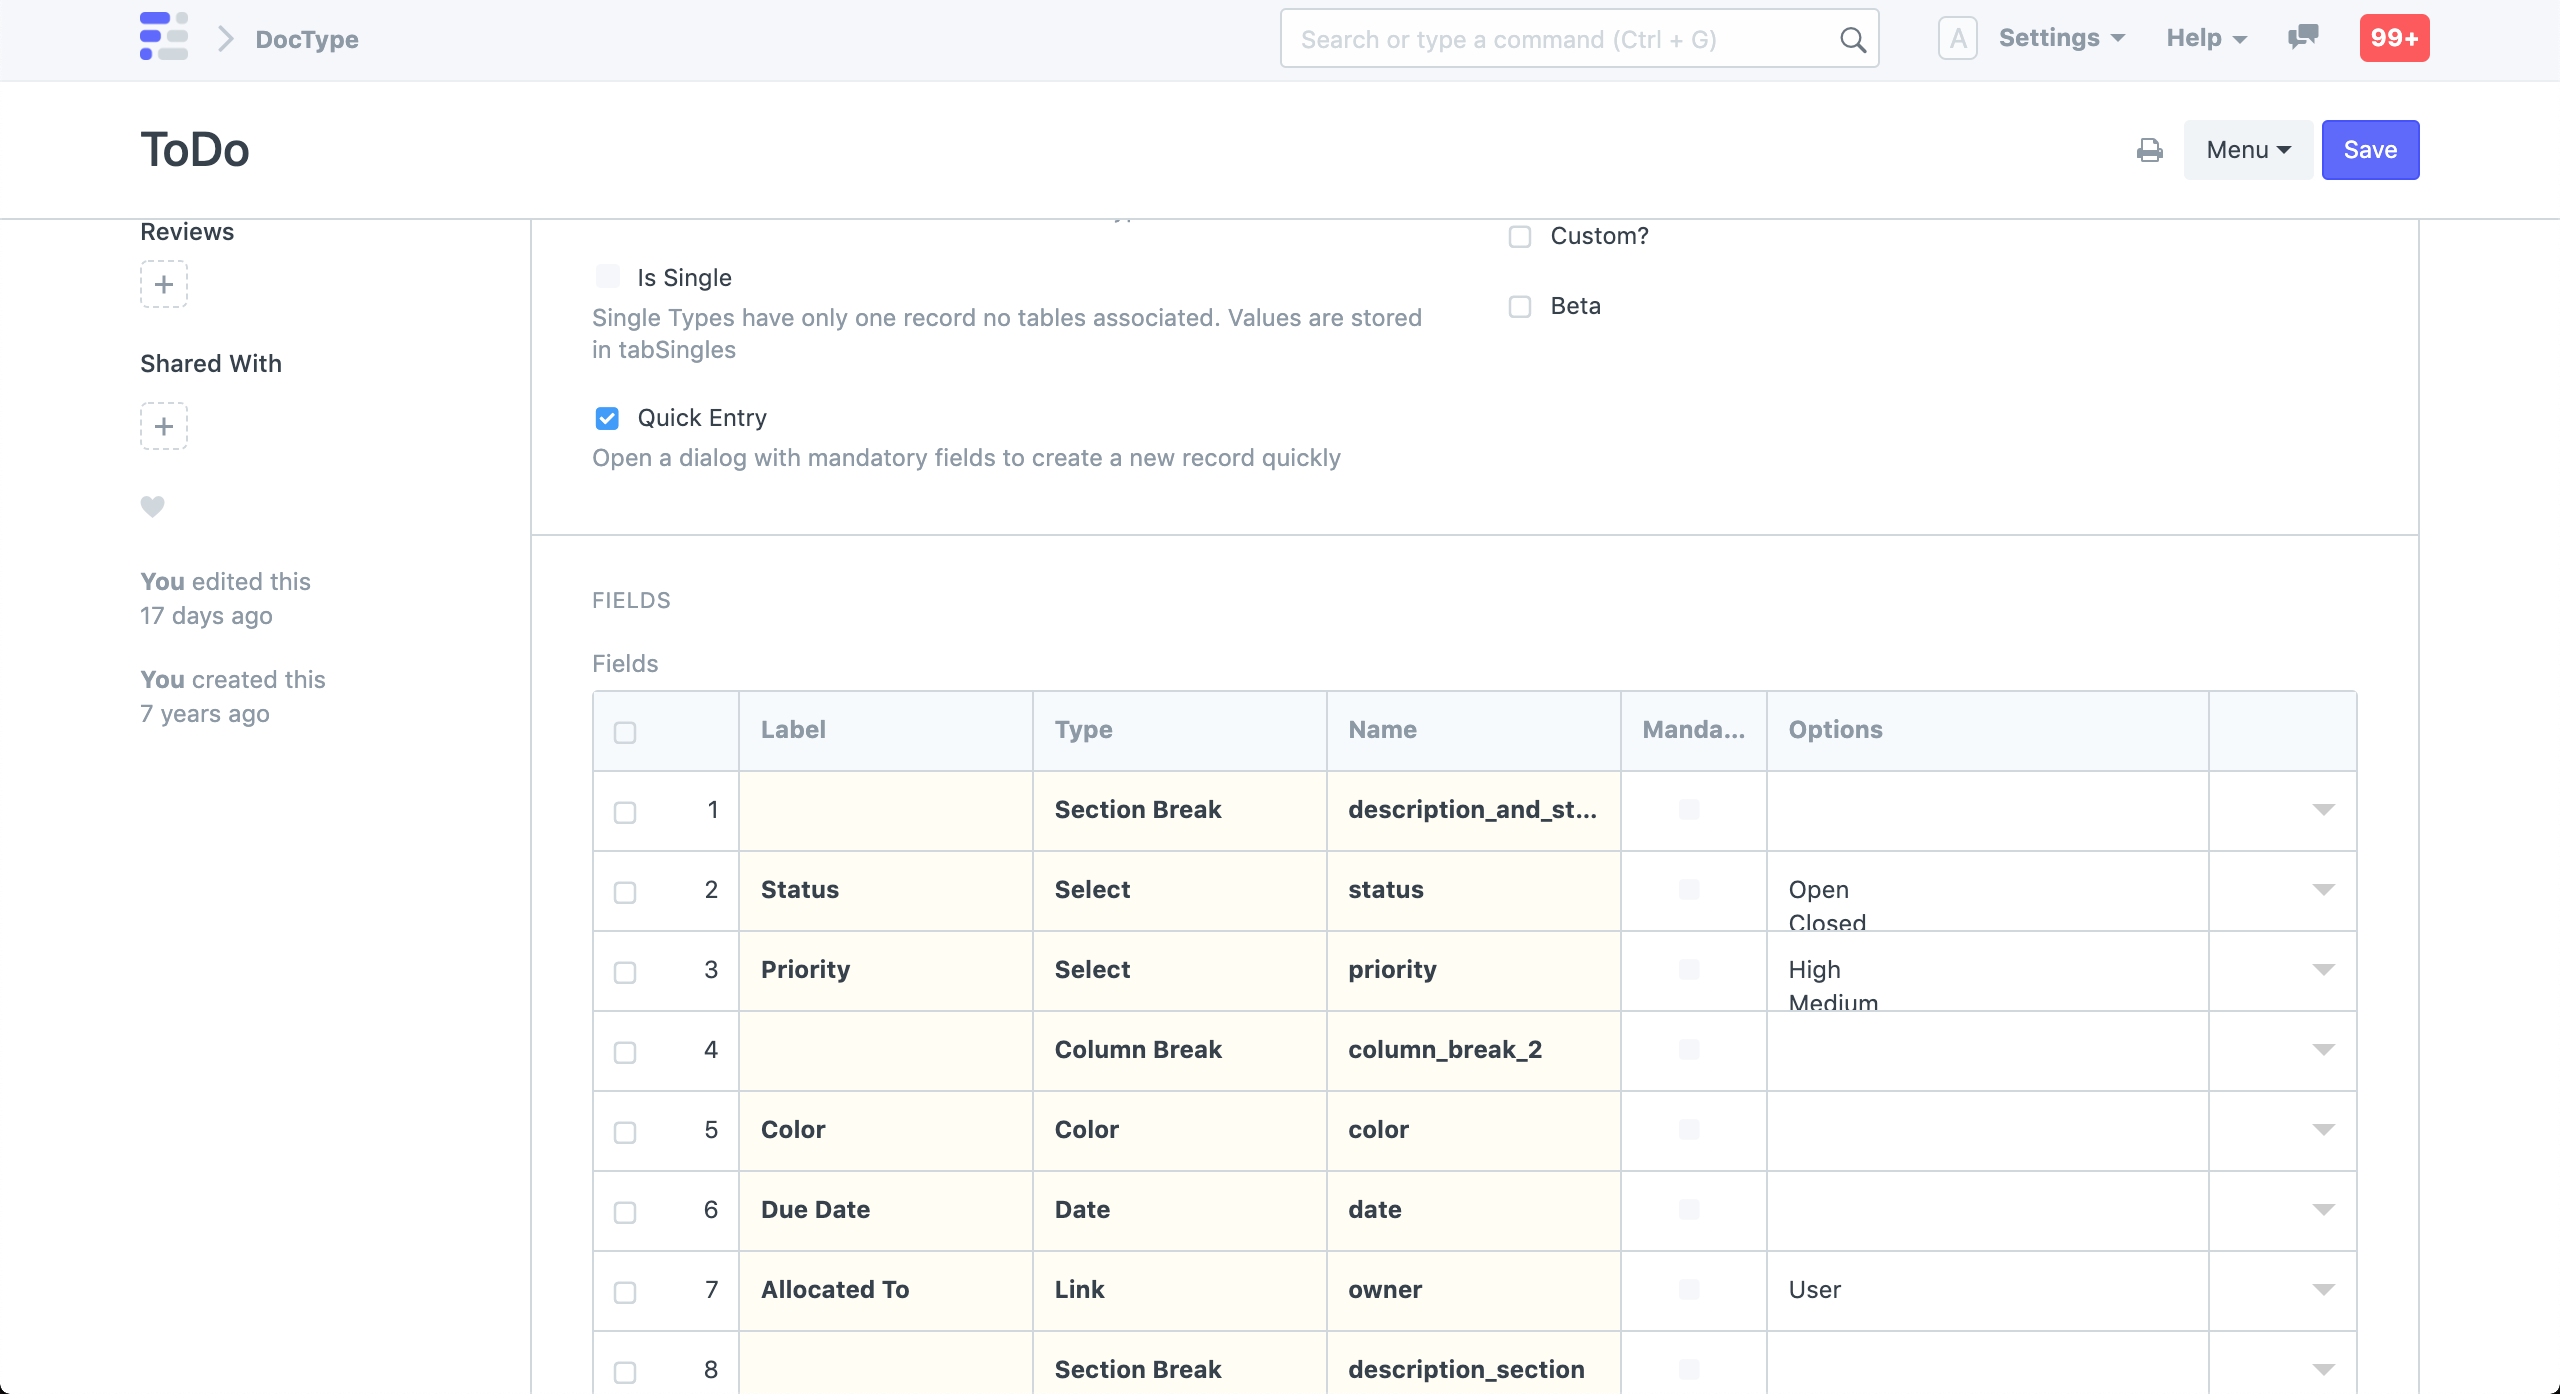 DocType
Search or type a command (Ctrl + G)
A
Settings
Help
99+
ToDo
Menu
Save
Reviews
Custom?
Is Single
Single Types have only one record no tables associated. Values are stored
in tabSingles
Beta
Shared With
Quick Entry
Open a dialog with mandatory fields to create a new record quickly
You edited this
17 days ago
You created this
7 years ago
FIELDS
Fields
Label Type Name Manda... Options
1 Section Break description_and_st...
2 Status Select status Open
Closed
3 Priority Select priority High
Medium
4 Column Break column_break_2
5 Color Color color
6 Due Date Date date
7 Allocated To Link owner User
8 Section Break description_section